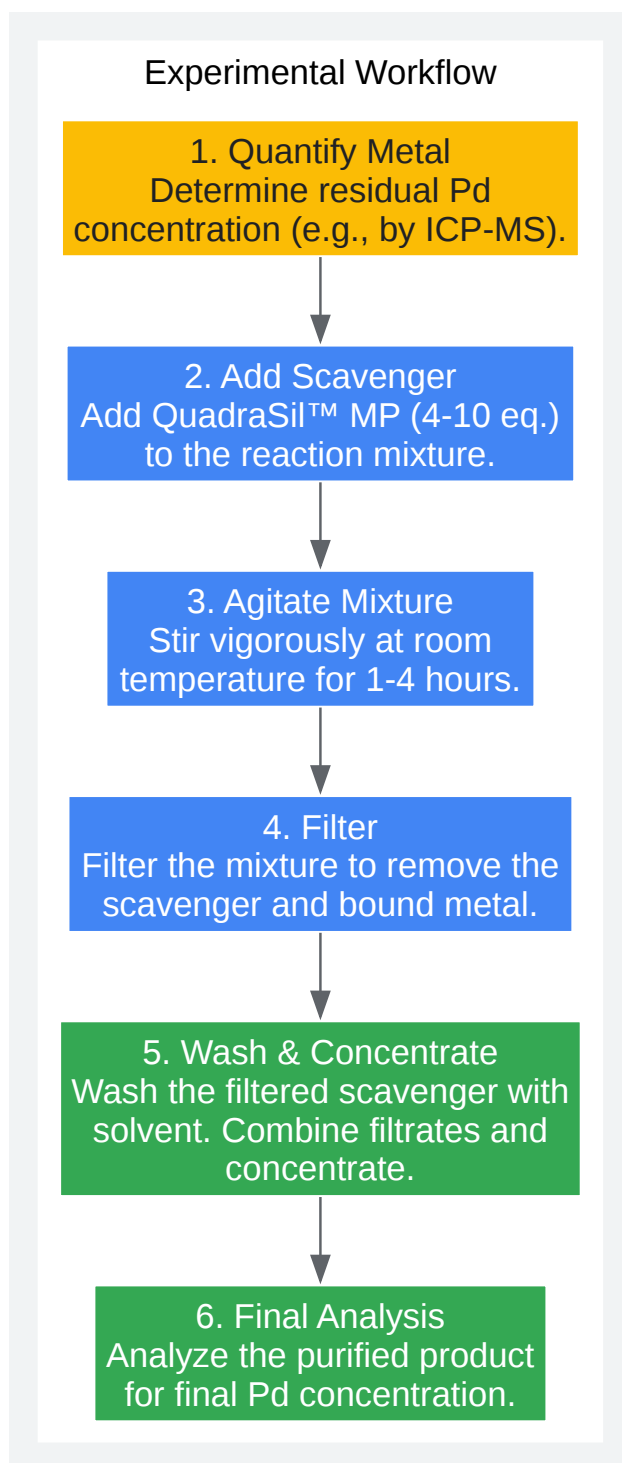 Experimental Workflow
1. Quantify Metal
Determine residual Pd
concentration (e.g., by ICP-MS).
2. Add Scavenger
Add QuadraSil™ MP (4-10 eq.)
to the reaction mixture.
3. Agitate Mixture
Stir vigorously at room
temperature for 1-4 hours.
4. Filter
Filter the mixture to remove the
scavenger and bound metal.
5. Wash & Concentrate
Wash the filtered scavenger with
solvent. Combine filtrates and
concentrate.
6. Final Analysis
Analyze the purified product
for final Pd concentration.